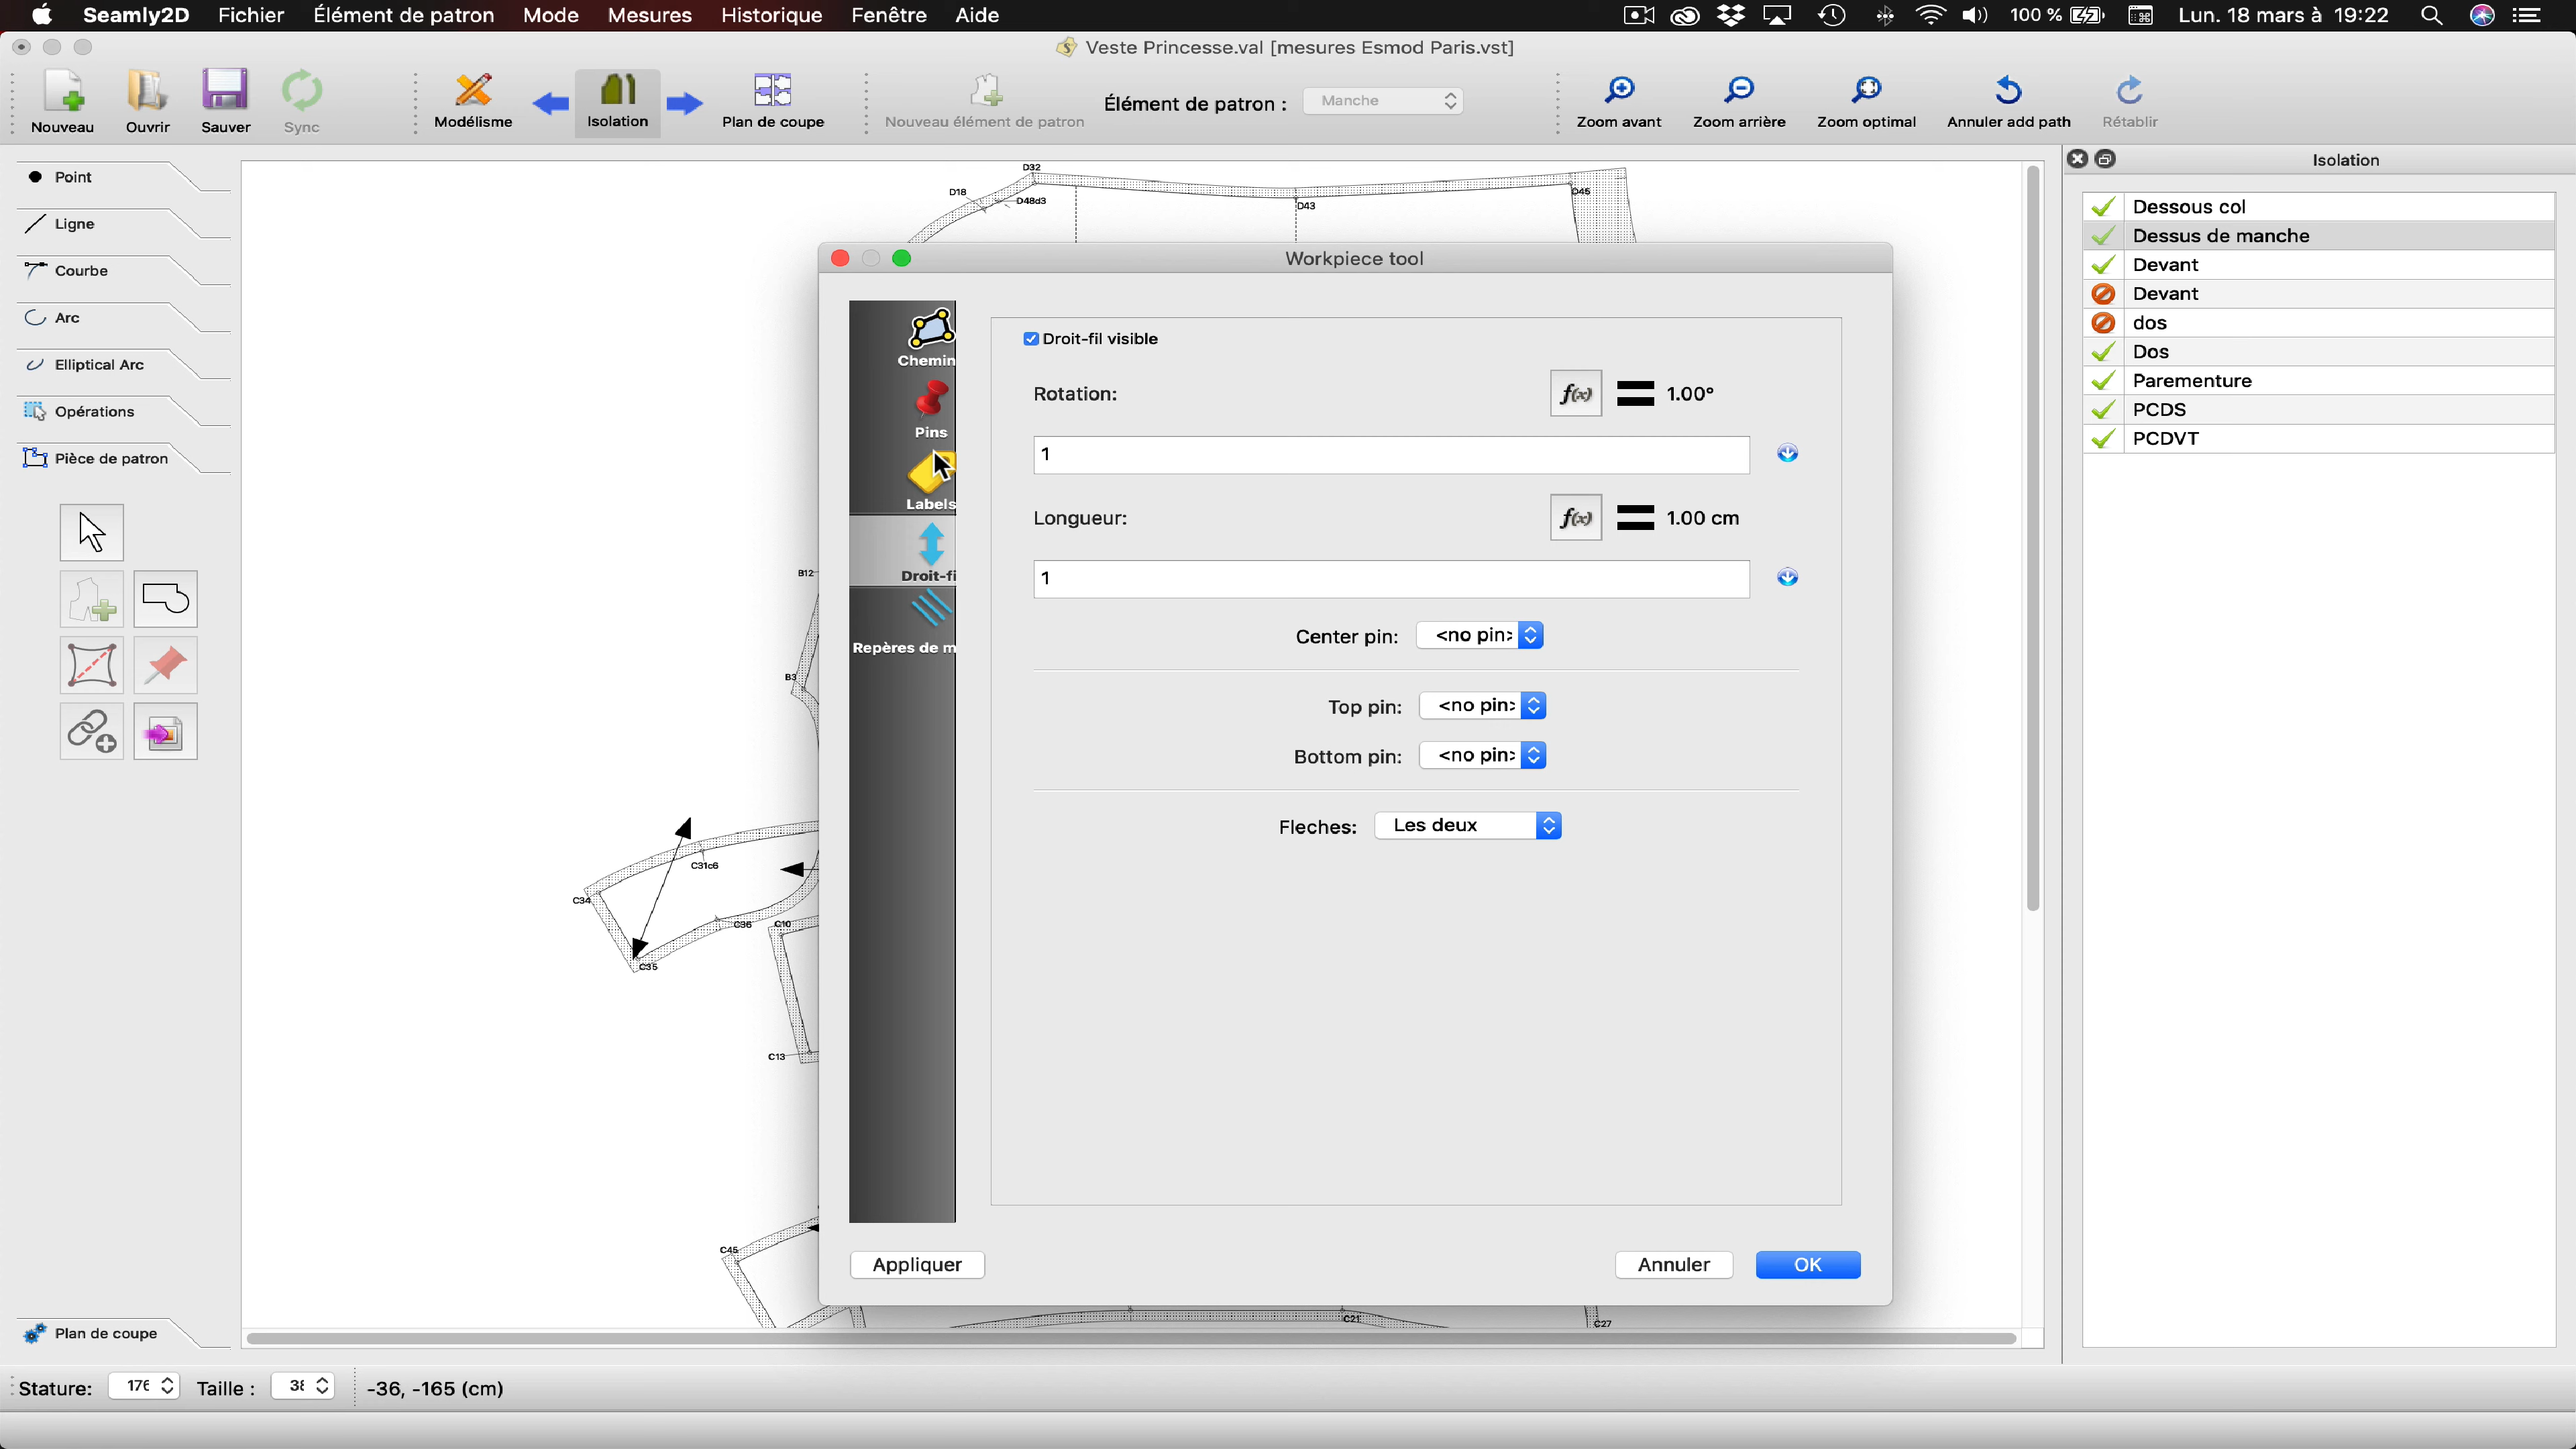 Seamly2D Fichier Élément de patron Mode Mesures Historique Fenêtre Aide 100 % Lun. 18 mars à 19:22
Veste Princesse.val [mesures Esmod Paris.vst]
Nouveau Ouvrir Sauver Sync Modélisme Isolation Plan de coupe Nouveau élément de patron Élément de patron : Manche Zoom avant Zoom arrière Zoom optimal Annuler add path Rétablir
Point
Ligne
Courbe
Arc
Elliptical Arc
Opérations
Pièce de patron
Plan de coupe
D32
D18
D48d3
D43
D45
B12
B3
C31c6
C34
C36
C10
C35
C13
C45
C21
C27
Workpiece tool
Chemin
Pins
Labels
Droit-fi
Repères de m
Droit-fil visible
Rotation: f(x) 1.00°
1
Longueur: f(x) 1.00 cm
1
Center pin: <no pin>
Top pin: <no pin>
Bottom pin: <no pin>
Fleches: Les deux
Appliquer Annuler OK
Isolation
Dessous col
Dessus de manche
Devant
Devant
dos
Dos
Parementure
PCDS
PCDVT
Stature: 176 Taille : 38 -36, -165 (cm)